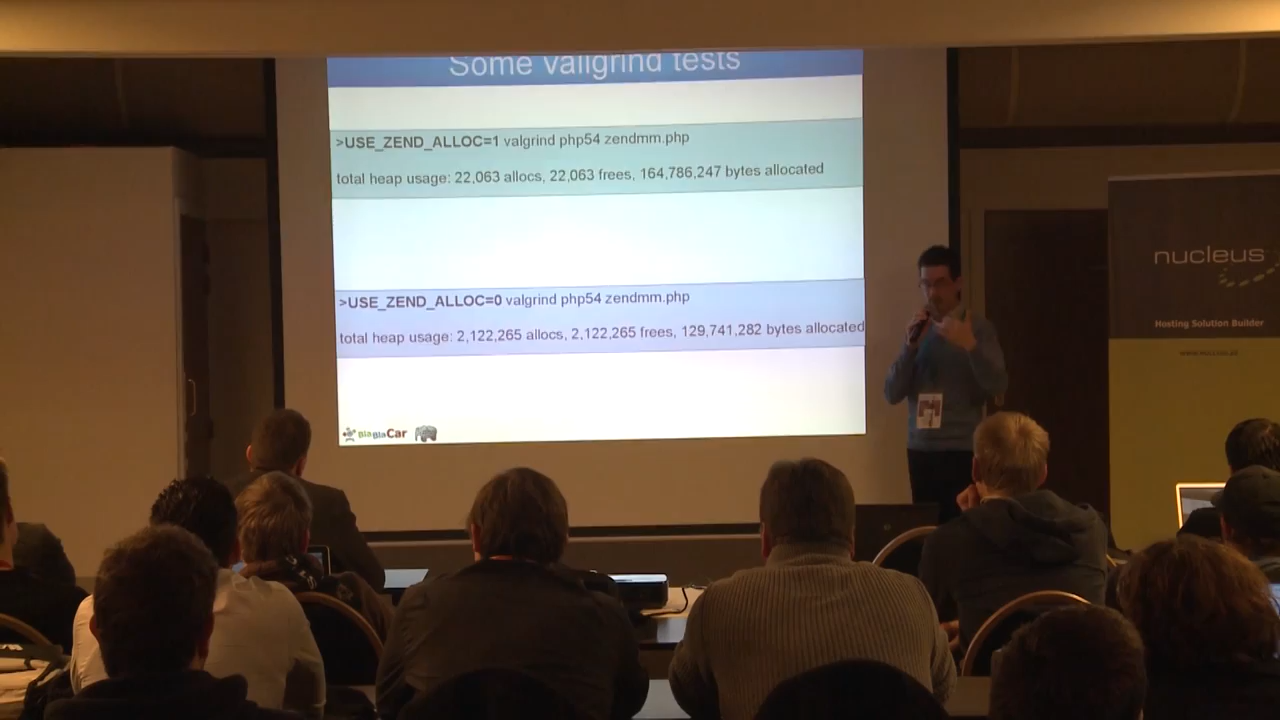 Some valgrind tests
>USE_ZEND_ALLOC=1 valgrind php54 zendmm.php
total heap usage: 22,063 allocs, 22,063 frees, 164,786,247 bytes allocated
>USE_ZEND_ALLOC=0 valgrind php54 zendmm.php
total heap usage: 2,122,265 allocs, 2,122,265 frees, 129,741,282 bytes allocated
BlaBlaCar
nucleus
Hosting Solution Builder